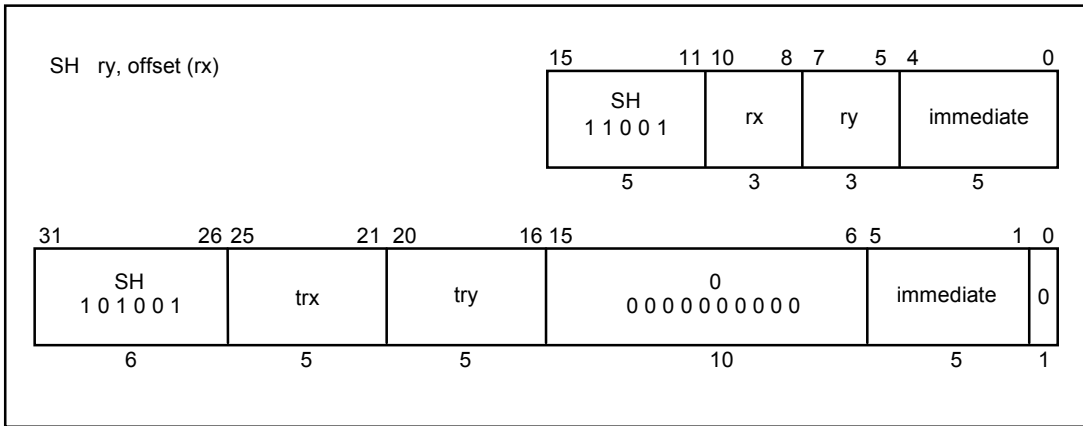 SH ry, offset (rx)
15 11 10 8 7 5 4 0
SH rx ry immediate
1 1 0 0 1
5 3 3 5
31 26 25 21 20 16 15 6 5 1 0
SH trx try 0 immediate 0
1 0 1 0 0 1 0 0 0 0 0 0 0 0 0 0
6 5 5 10 5 1